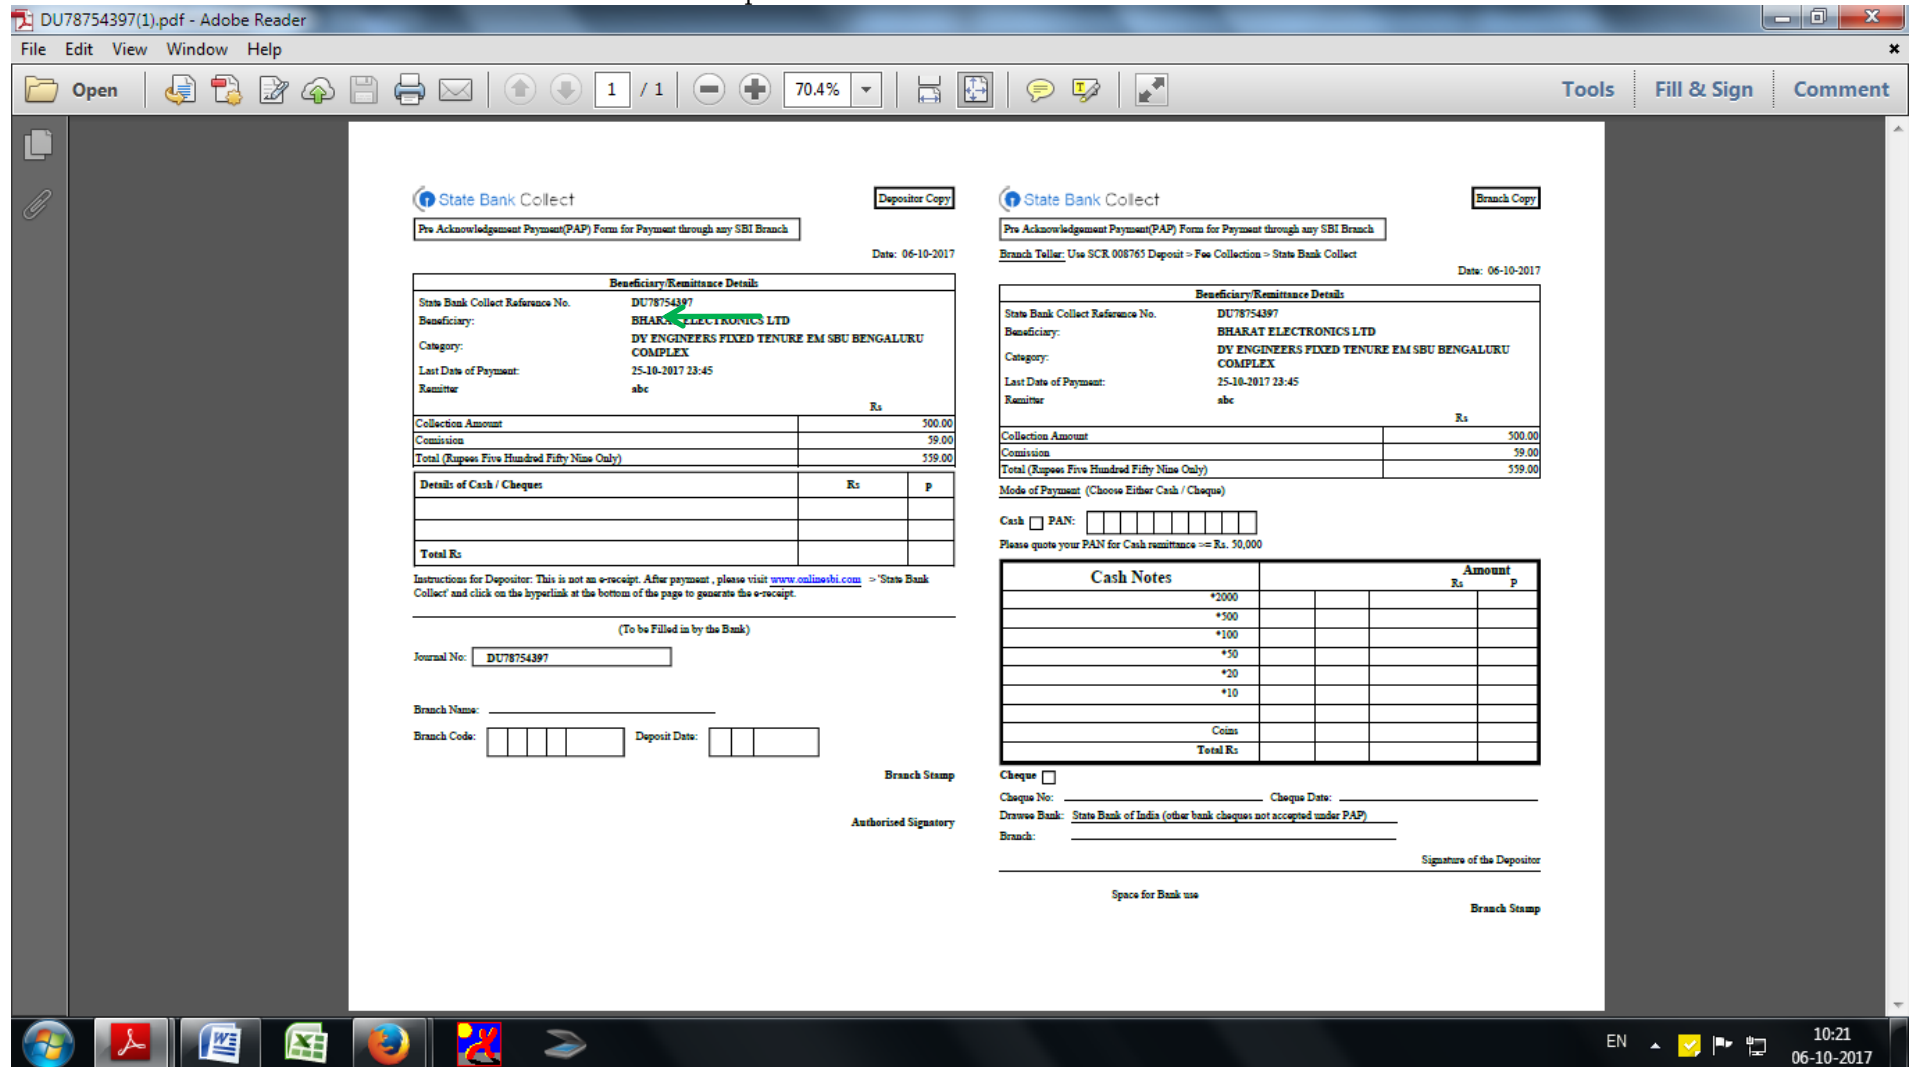 DU78754397(1).pdf - Adobe Reader
File Edit View Window Help
Open 1 / 1 70.4% Tools Fill & Sign Comment
State Bank Collect
Depositor Copy
Pre Acknowledgement Payment(PAP) Form for Payment through any SBI Branch
Date: 06-10-2017
Beneficiary/Remittance Details
State Bank Collect Reference No. DU78754397
Beneficiary: BHARAT ELECTRONICS LTD
Category: DY ENGINEERS FIXED TENURE EM SBU BENGALURU
COMPLEX
Last Date of Payment: 25-10-2017 23:45
Remitter abc
Rs
Collection Amount 500.00
Comission 59.00
Total (Rupees Five Hundred Fifty Nine Only) 559.00
Details of Cash / Cheques Rs P
Total Rs
Instructions for Depositor: This is not an e-receipt. After payment , please visit www.onlinesbi.com > 'State Bank
Collect' and click on the hyperlink at the bottom of the page to generate the e-receipt.
(To be Filled in by the Bank)
Journal No: DU78754397
Branch Name:
Branch Code: Deposit Date:
Branch Stamp
Authorised Signatory
State Bank Collect
Branch Copy
Pre Acknowledgement Payment(PAP) Form for Payment through any SBI Branch
Branch Teller: Use SCR 008765 Deposit > Fee Collection > State Bank Collect
Date: 06-10-2017
Beneficiary/Remittance Details
State Bank Collect Reference No. DU78754397
Beneficiary: BHARAT ELECTRONICS LTD
Category: DY ENGINEERS FIXED TENURE EM SBU BENGALURU
COMPLEX
Last Date of Payment: 25-10-2017 23:45
Remitter abc
Rs
Collection Amount 500.00
Comission 59.00
Total (Rupees Five Hundred Fifty Nine Only) 559.00
Mode of Payment (Choose Either Cash / Cheque)
Cash PAN:
Please quote your PAN for Cash remittance >= Rs. 50,000
Cash Notes Amount
Rs P
*2000
*500
*100
*50
*20
*10
Coins
Total Rs
Cheque
Cheque No: Cheque Date:
Drawee Bank: State Bank of India (other bank cheques not accepted under PAP)
Branch:
Signature of the Depositor
Space for Bank use
Branch Stamp
EN 10:21
06-10-2017